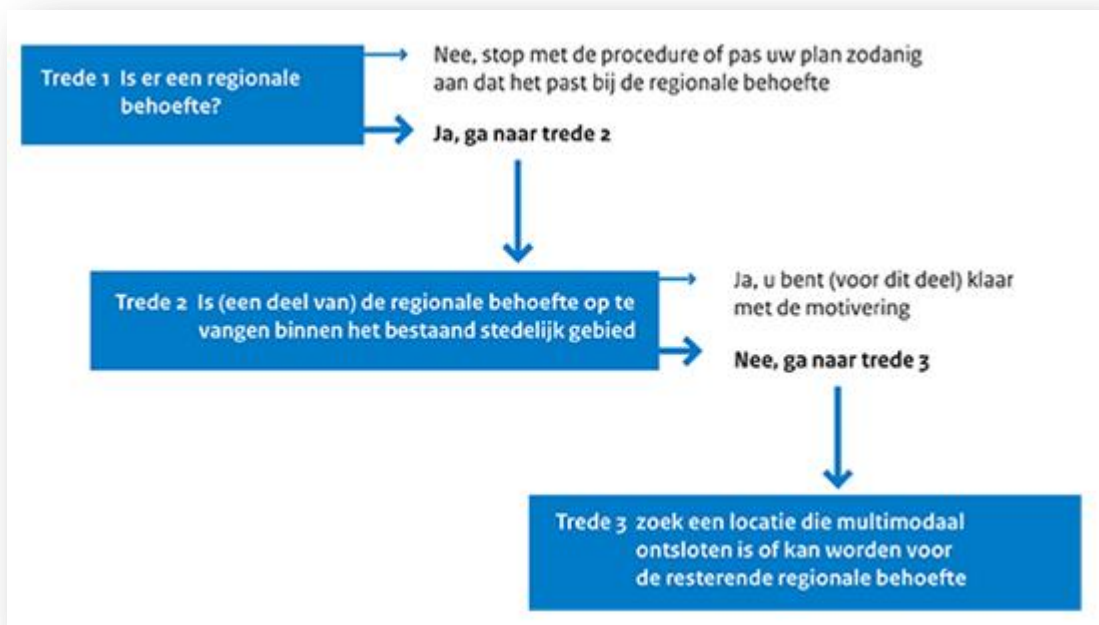 Trede 1 Is er een regionale
behoefte?
Nee, stop met de procedure of pas uw plan zodanig
aan dat het past bij de regionale behoefte
Ja, ga naar trede 2
Trede 2 Is (een deel van) de regionale behoefte op te
vangen binnen het bestaand stedelijk gebied
Ja, u bent (voor dit deel) klaar
met de motivering
Nee, ga naar trede 3
Trede 3 zoek een locatie die multimodaal
ontsloten is of kan worden voor
de resterende regionale behoefte